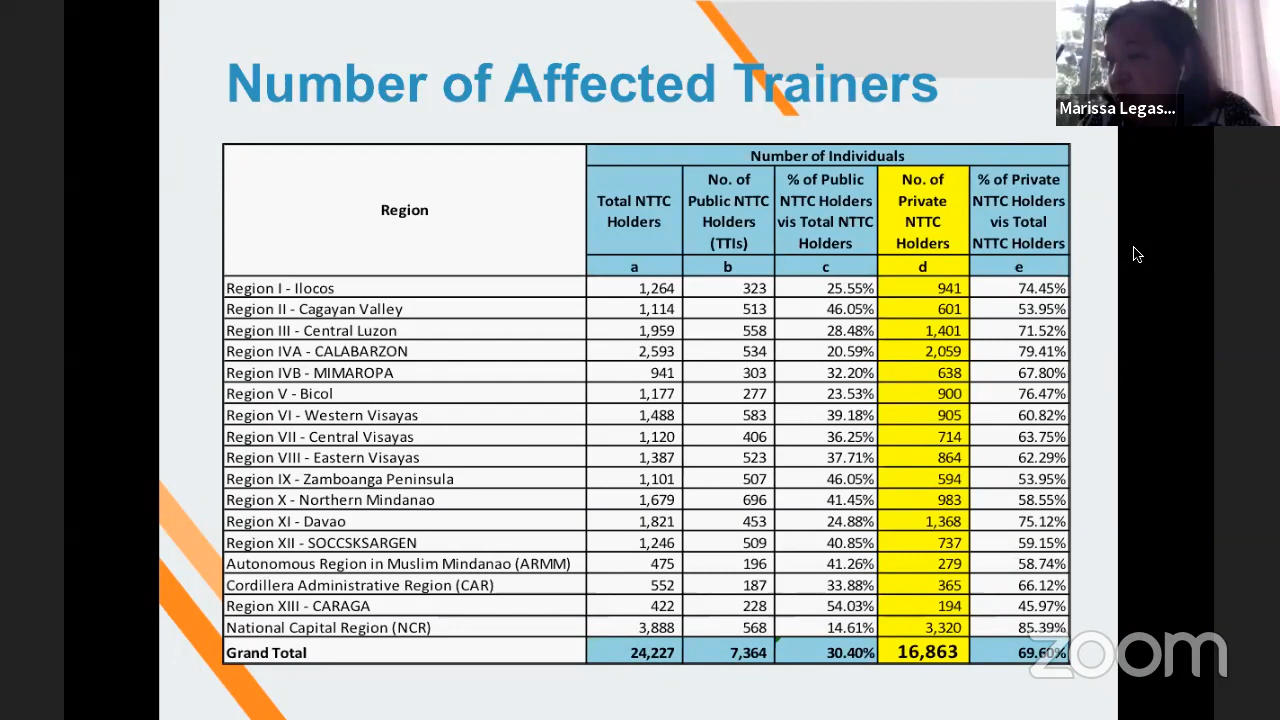 Number of Affected Trainers
Marissa Legas...
Region
Number of Individuals
Total NTTC Holders
No. of Public NTTC Holders (TTIs)
% of Public NTTC Holders vis Total NTTC Holders
No. of Private NTTC Holders
% of Private NTTC Holders vis Total NTTC Holders
a b c d e
Region I - Ilocos 1,264 323 25.55% 941 74.45%
Region II - Cagayan Valley 1,114 513 46.05% 601 53.95%
Region III - Central Luzon 1,959 558 28.48% 1,401 71.52%
Region IVA - CALABARZON 2,593 534 20.59% 2,059 79.41%
Region IVB - MIMAROPA 941 303 32.20% 638 67.80%
Region V - Bicol 1,177 277 23.53% 900 76.47%
Region VI - Western Visayas 1,488 583 39.18% 905 60.82%
Region VII - Central Visayas 1,120 406 36.25% 714 63.75%
Region VIII - Eastern Visayas 1,387 523 37.71% 864 62.29%
Region IX - Zamboanga Peninsula 1,101 507 46.05% 594 53.95%
Region X - Northern Mindanao 1,679 696 41.45% 983 58.55%
Region XI - Davao 1,821 453 24.88% 1,368 75.12%
Region XII - SOCCSKSARGEN 1,246 509 40.85% 737 59.15%
Autonomous Region in Muslim Mindanao (ARMM) 475 196 41.26% 279 58.74%
Cordillera Administrative Region (CAR) 552 187 33.88% 365 66.12%
Region XIII - CARAGA 422 228 54.03% 194 45.97%
National Capital Region (NCR) 3,888 568 14.61% 3,320 85.39%
Grand Total 24,227 7,364 30.40% 16,863 69.60%
zoom